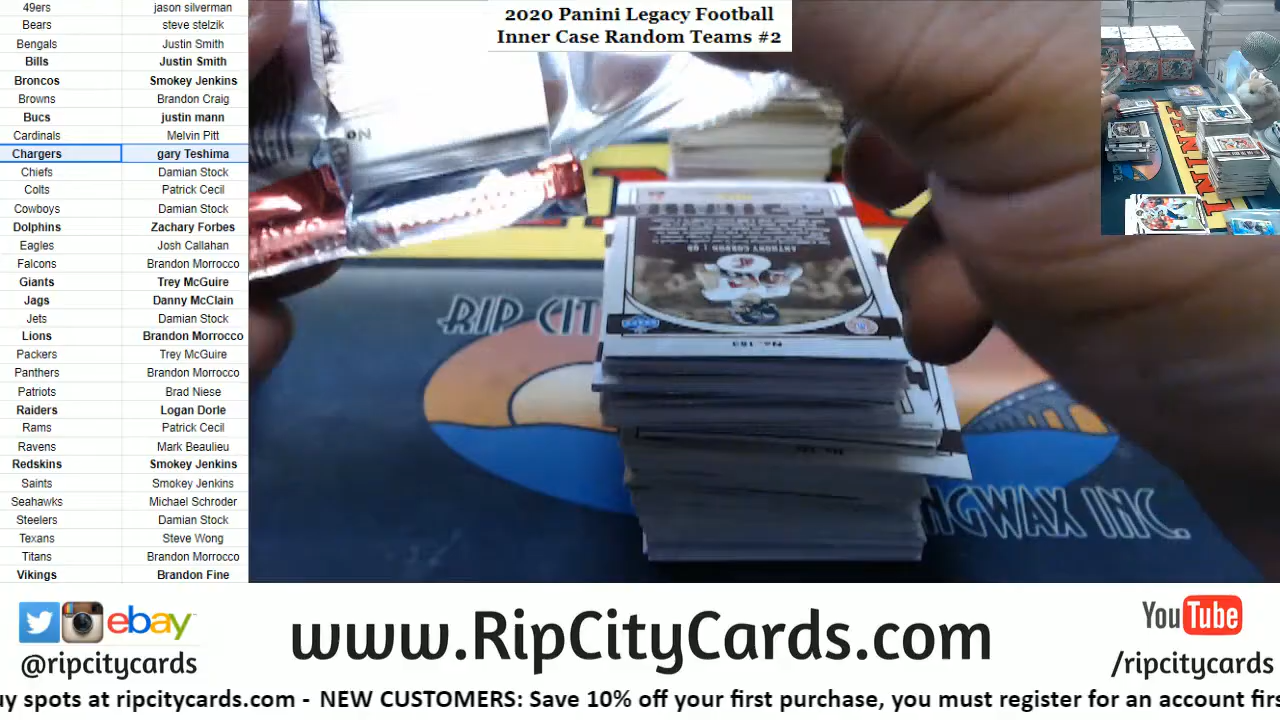 49ers jason silverman
Bears steve stelzik
Bengals Justin Smith
Bills Justin Smith
Broncos Smokey Jenkins
Browns Brandon Craig
Bucs justin mann
Cardinals Melvin Pitt
Chargers gary Teshima
Chiefs Damian Stock
Colts Patrick Cecil
Cowboys Damian Stock
Dolphins Zachary Forbes
Eagles Josh Callahan
Falcons Brandon Morrocco
Giants Trey McGuire
Jags Danny McClain
Jets Damian Stock
Lions Brandon Morrocco
Packers Trey McGuire
Panthers Brandon Morrocco
Patriots Brad Niese
Raiders Logan Dorle
Rams Patrick Cecil
Ravens Mark Beaulieu
Redskins Smokey Jenkins
Saints Smokey Jenkins
Seahawks Michael Schroder
Steelers Damian Stock
Texans Steve Wong
Titans Brandon Morrocco
Vikings Brandon Fine
2020 Panini Legacy Football
Inner Case Random Teams #2
ANTHONY GORDON | QB
RIP CIT
NGWAX INC.
PANINI
ebay
@ripcitycards
www.RipCityCards.com
YouTube
/ripcitycards
uy spots at ripcitycards.com - NEW CUSTOMERS: Save 10% off your first purchase, you must register for an account firs